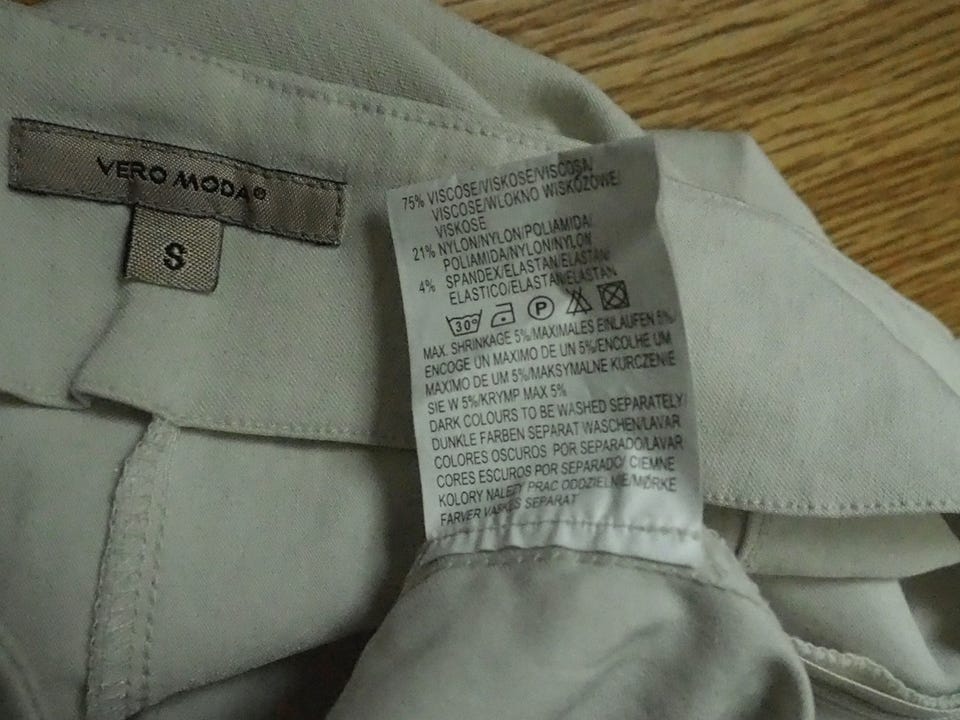 VERO MODA®
S
75% VISCOSE/VISKOSE/VISCOSA/
VISCOSE/WLOKNO WISKOZOWE/
VISKOSE
21% NYLON/NYLON/POLIAMIDA/
POLIAMIDA/NYLON/NYLON
4% SPANDEX/ELASTAN/ELASTAN/
ELASTICO/ELASTAN/ELASTAN
30° P
MAX. SHRINKAGE 5%/MAXIMALES EINLAUFEN 5%/
ENCOGE UN MAXIMO DE UN 5%/ENCOLHE UM
MAXIMO DE UM 5%/MAKSYMALNE KURCZENIE
SIE W 5%/KRYMP MAX 5%
DARK COLOURS TO BE WASHED SEPARATELY/
DUNKLE FARBEN SEPARAT WASCHEN/LAVAR
COLORES OSCUROS POR SEPARADO/LAVAR
CORES ESCUROS POR SEPARADO/ CIEMNE
KOLORY NALEZY PRAC ODDZIELNIE/MØRKE
FARVER VASKES SEPARAT